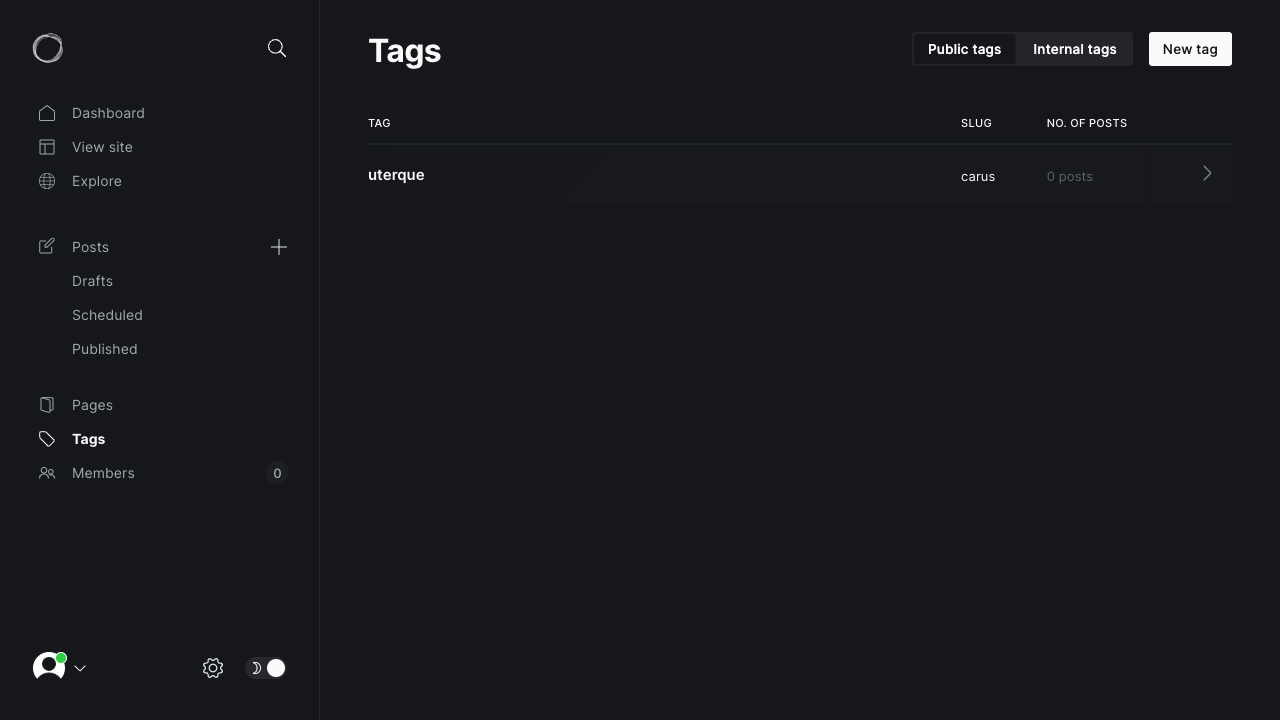 Dashboard
View site
Explore
Posts
Drafts
Scheduled
Published
Pages
Tags
Members 0
Tags
Public tags Internal tags New tag
TAG SLUG NO. OF POSTS
uterque carus 0 posts